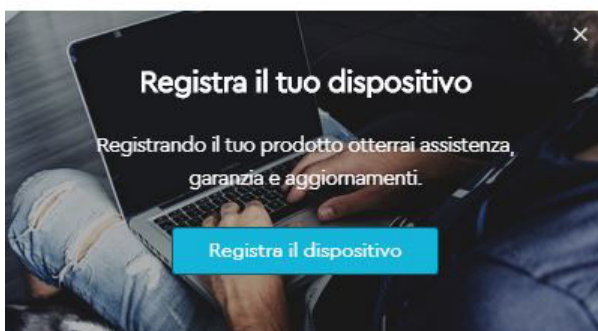 Registra il tuo dispositivo
Registrando il tuo prodotto otterrai assistenza,
garanzia e aggiornamenti.
Registra il dispositivo